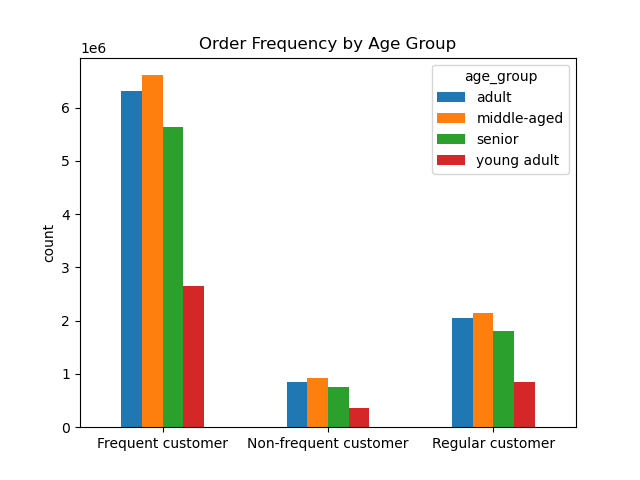 Order Frequency by Age Group
1e6
age_group
adult
middle-aged
senior
young adult
count
6
5
4
3
2
1
0
Frequent customer
Non-frequent customer
Regular customer